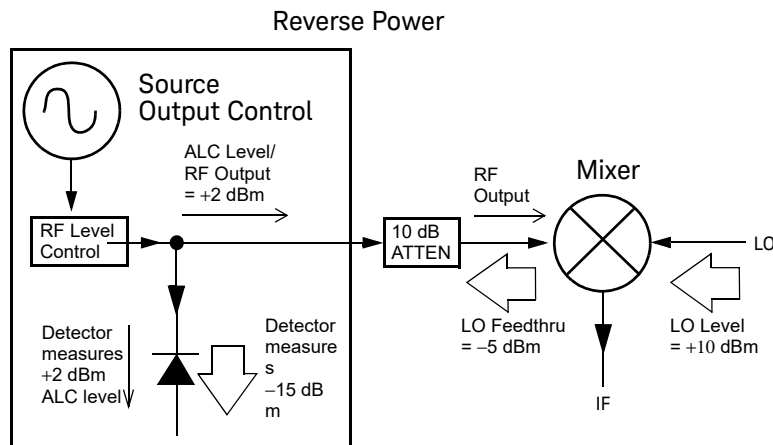 Reverse Power
Source
Output Control
ALC Level/
RF Output
= +2 dBm
Mixer
RF
Output
RF Level
Control
10 dB
ATTEN
LO
Detector
measures
+2 dBm
ALC level
Detector
measure
s
−15 dB
m
LO Feedthru
= −5 dBm
LO Level
= +10 dBm
IF